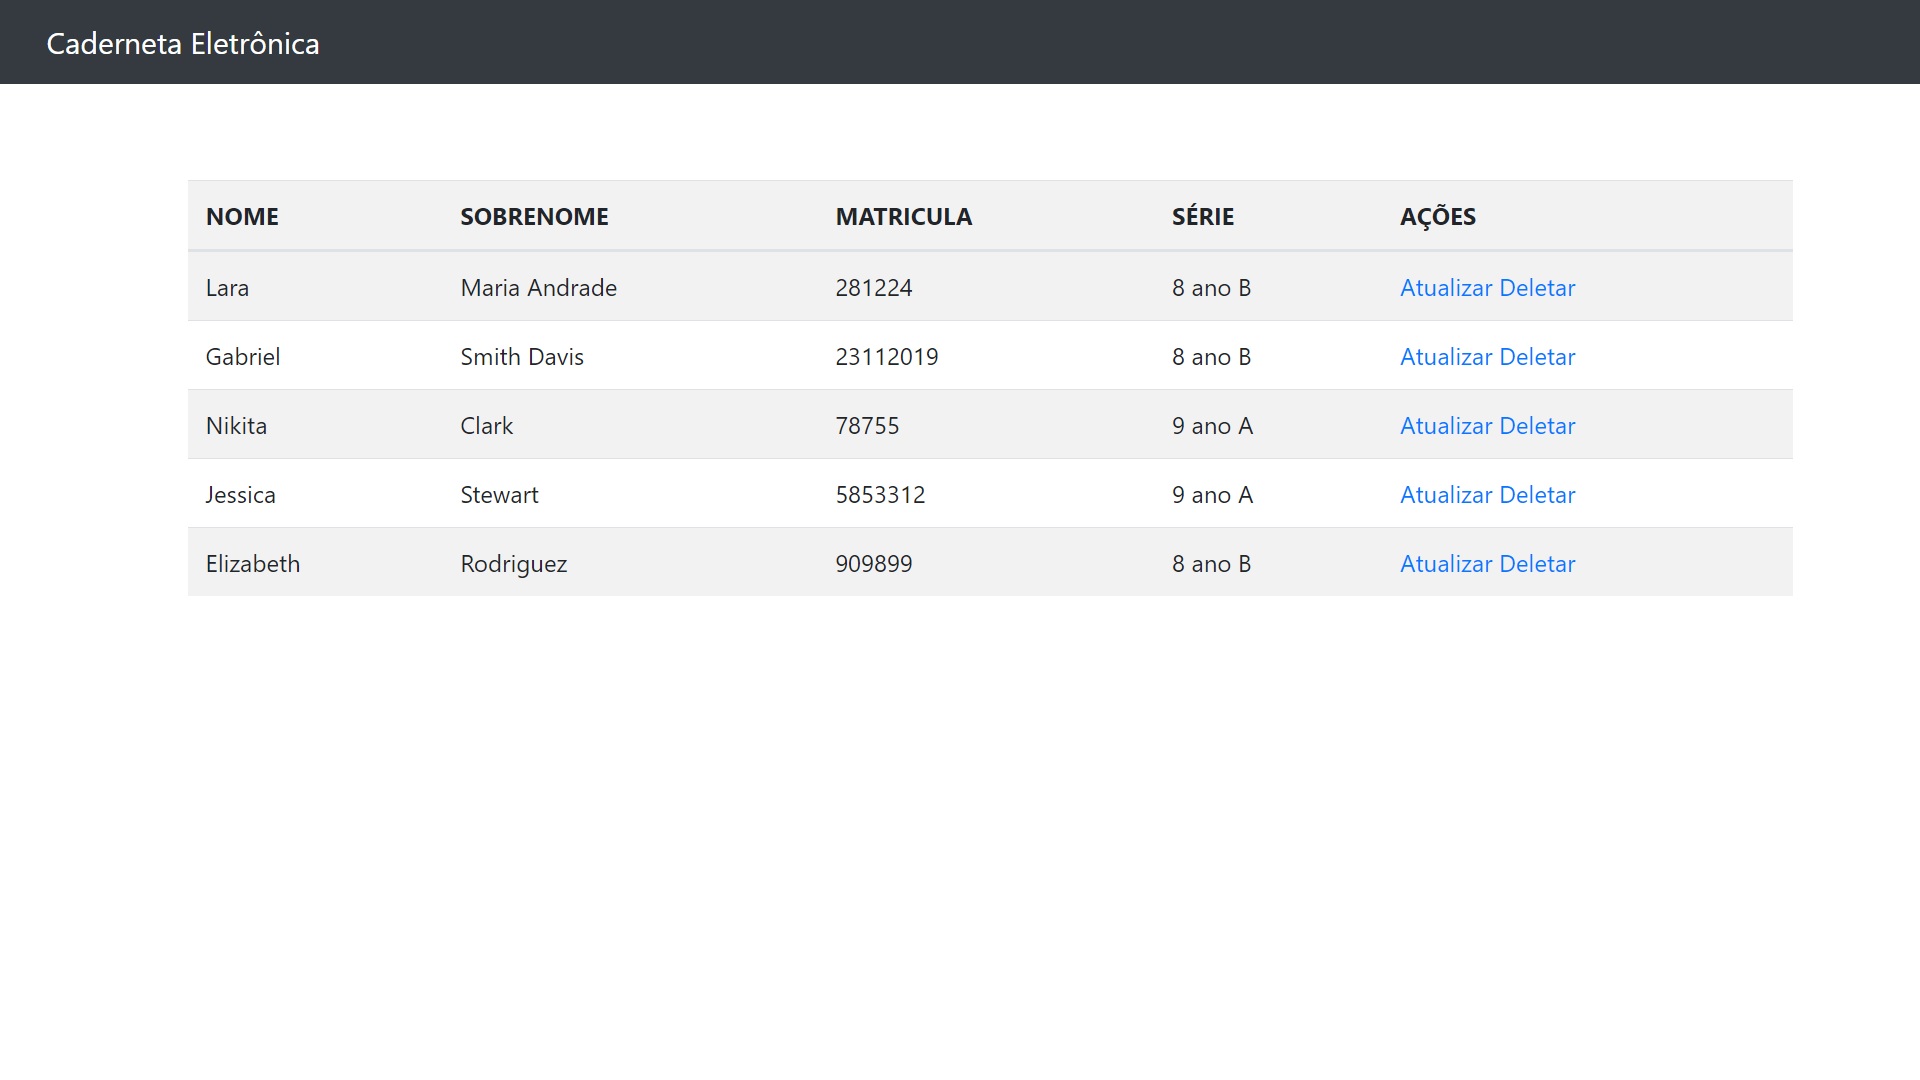 Caderneta Eletrônica
NOME SOBRENOME MATRICULA SÉRIE AÇÕES
Lara Maria Andrade 281224 8 ano B Atualizar Deletar
Gabriel Smith Davis 23112019 8 ano B Atualizar Deletar
Nikita Clark 78755 9 ano A Atualizar Deletar
Jessica Stewart 5853312 9 ano A Atualizar Deletar
Elizabeth Rodriguez 909899 8 ano B Atualizar Deletar